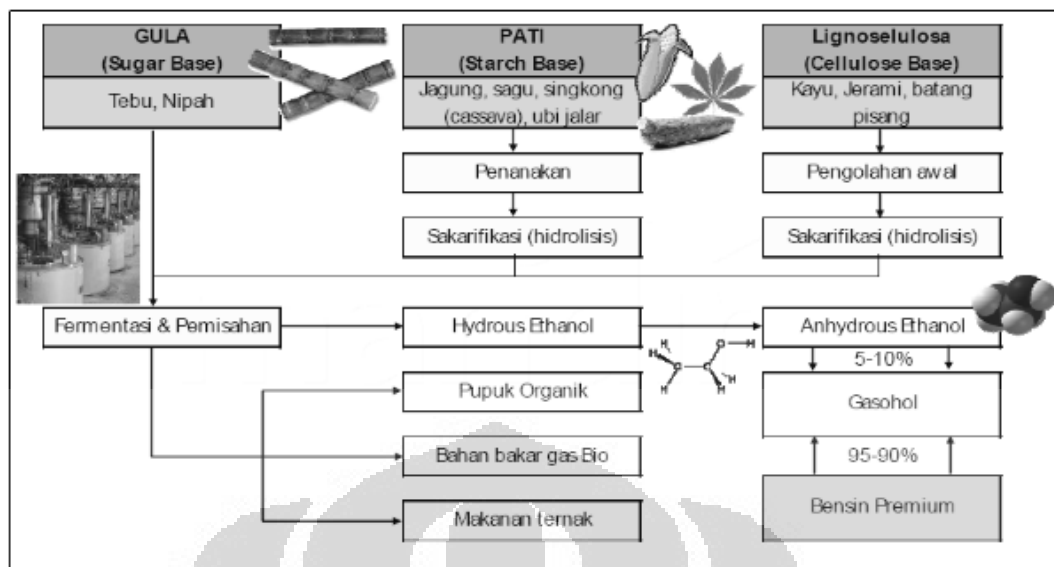 GULA
(Sugar Base)
Tebu, Nipah
PATI
(Starch Base)
Jagung, sagu, singkong
(cassava), ubi jalar
Lignoselulosa
(Cellulose Base)
Kayu, Jerami, batang
pisang
Penanakan
Pengolahan awal
Sakarifikasi (hidrolisis)
Sakarifikasi (hidrolisis)
Fermentasi & Pemisahan
Hydrous Ethanol
Anhydrous Ethanol
H
H
H
C
C
O
H
H
H
5-10%
Pupuk Organik
Gasohol
Bahan bakar gas Bio
95-90%
Makanan ternak
Bensin Premium